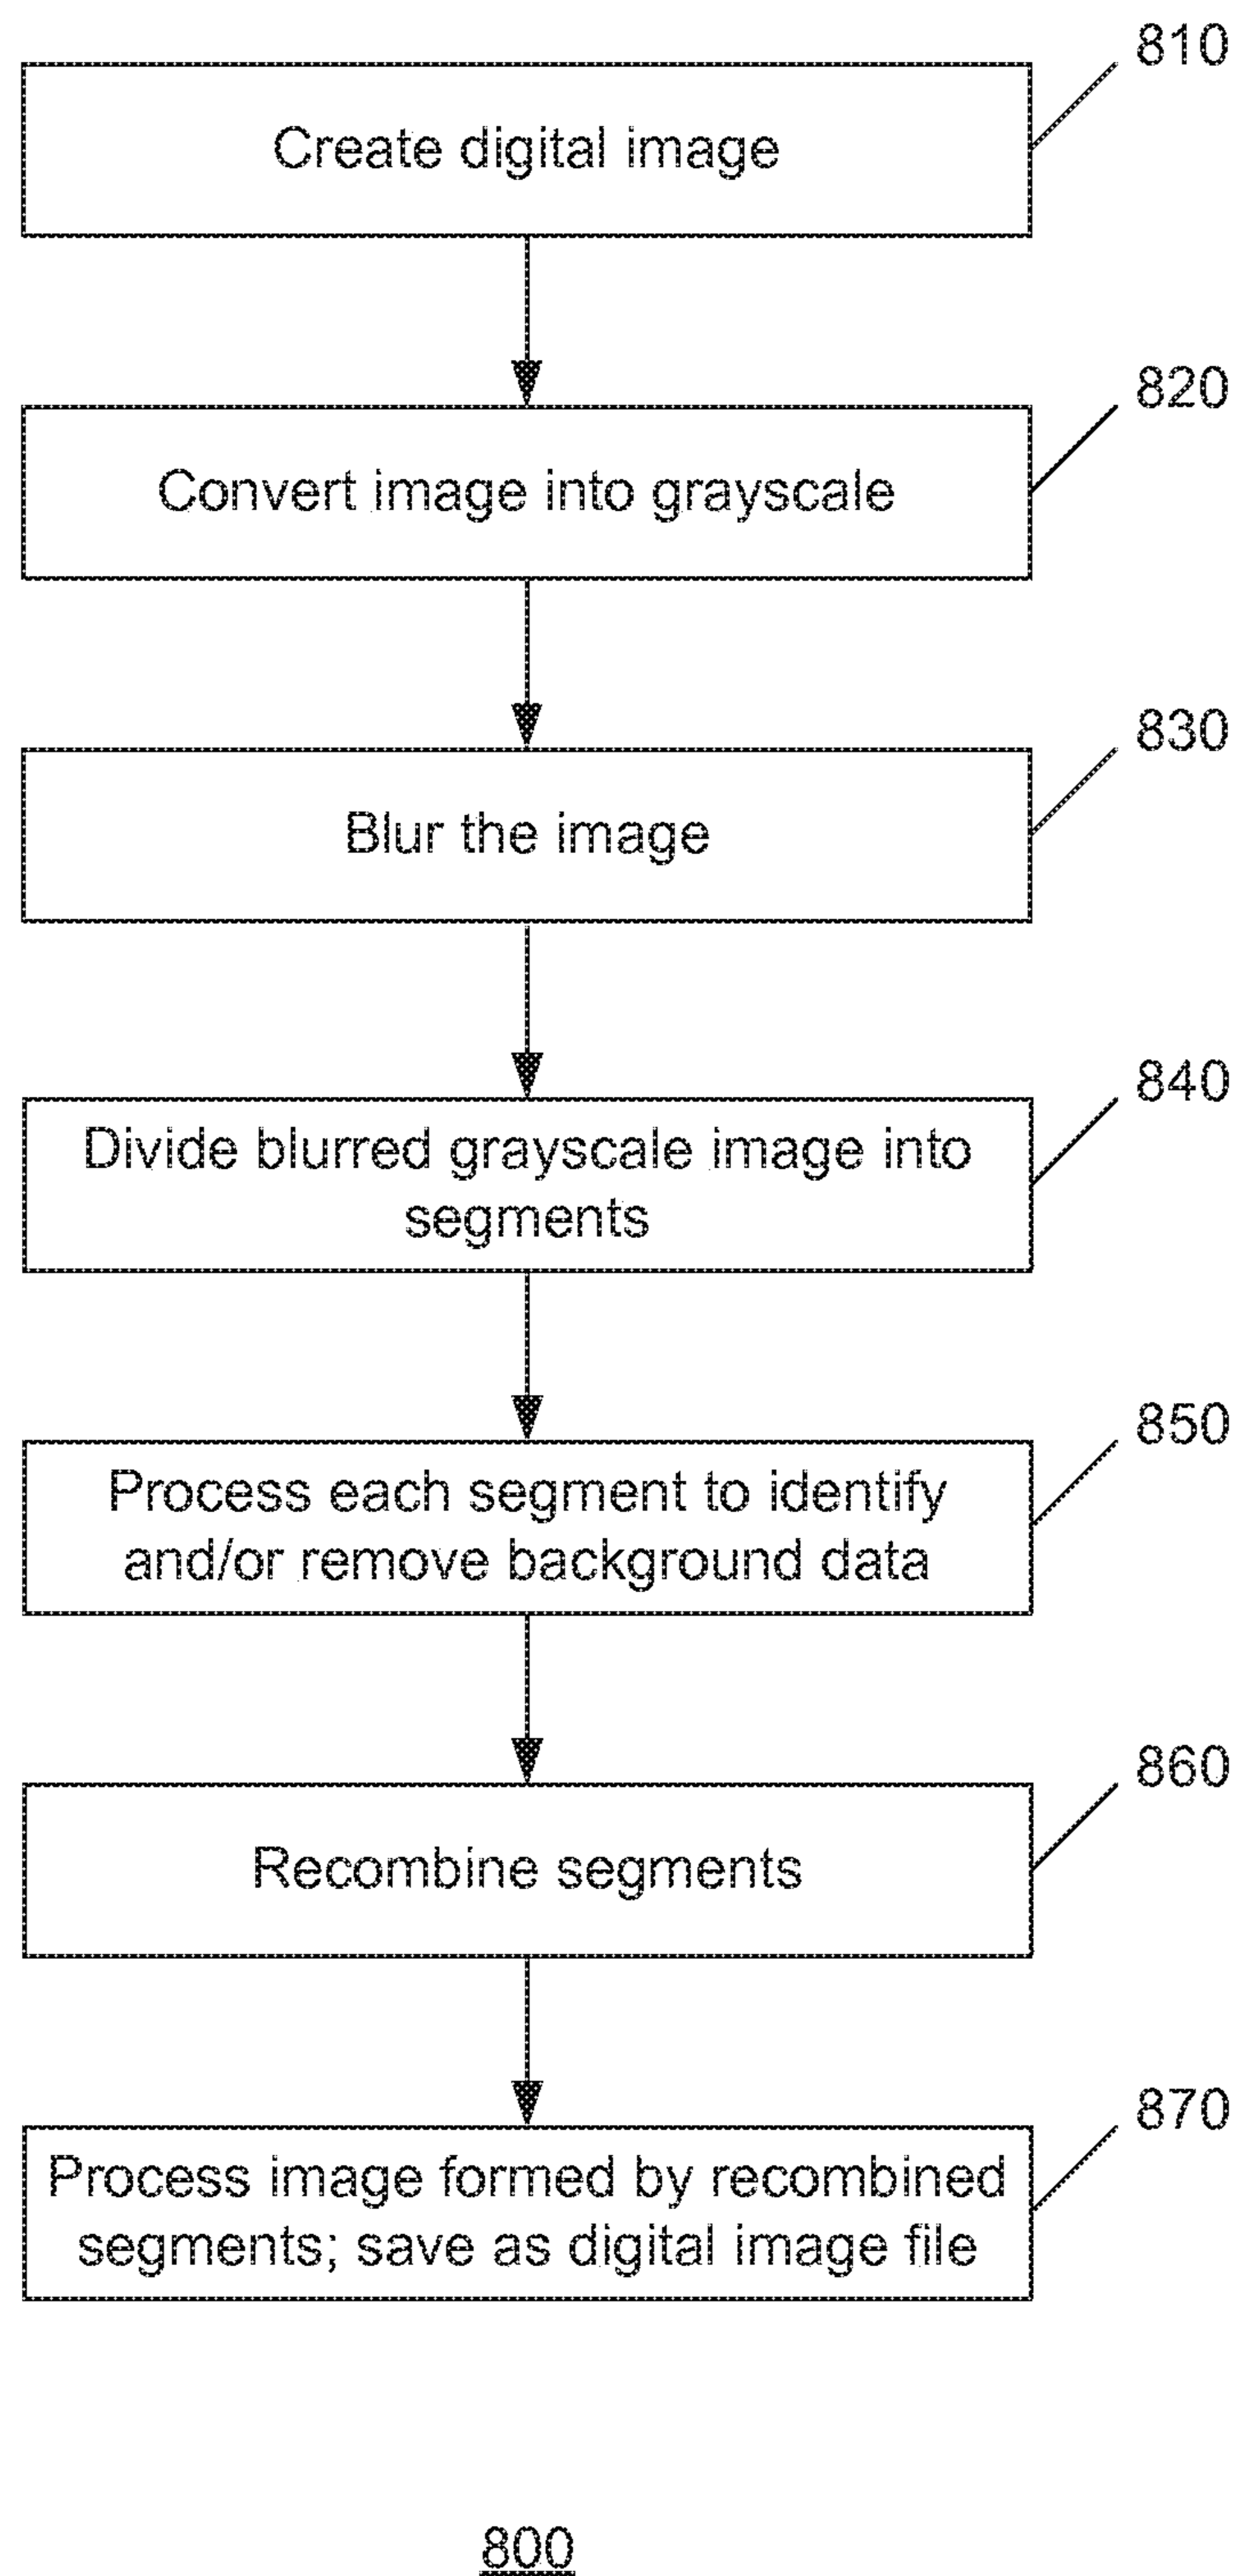 810
Create digital image
820
Convert image into grayscale
830
Blur the image
840
Divide blurred grayscale image into
segments
850
Process each segment to identify
and/or remove background data
860
Recombine segments
870
Process image formed by recombined
segments; save as digital image file
800